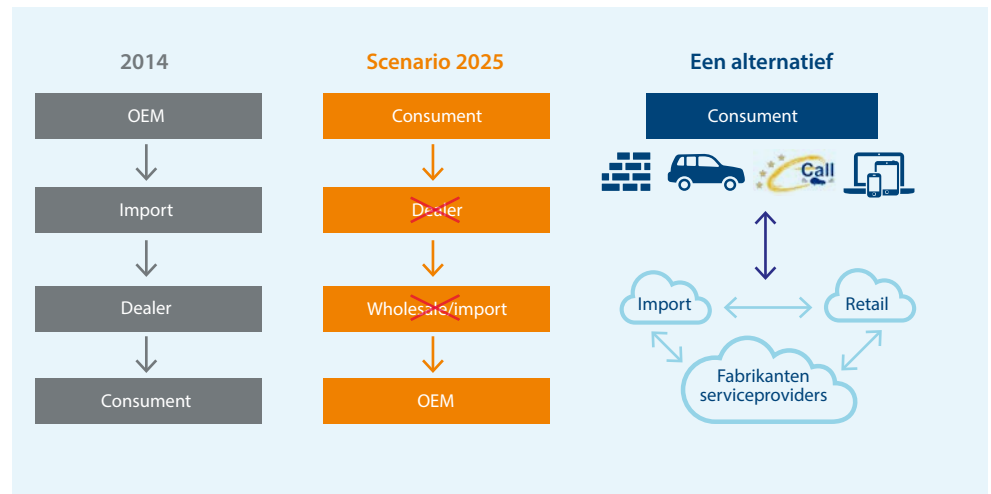 2014
OEM
Import
Dealer
Consument
Scenario 2025
Consument
Dealer
Wholesale/import
OEM
Een alternatief
Consument
Call
Import
Retail
Fabrikanten
serviceproviders